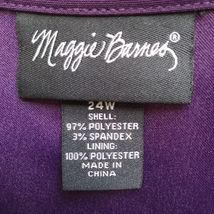 Maggie Barnes®
24W
SHELL:
97% POLYESTER
3% SPANDEX
LINING:
100% POLYESTER
MADE IN
CHINA